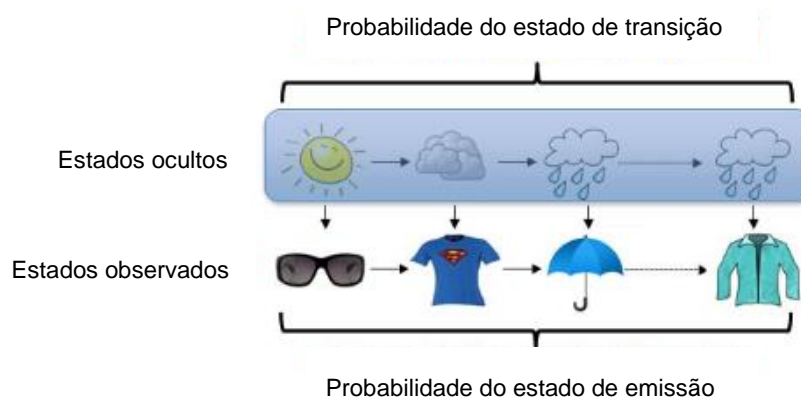 Probabilidade do estado de transição
Estados ocultos
Estados observados
Probabilidade do estado de emissão